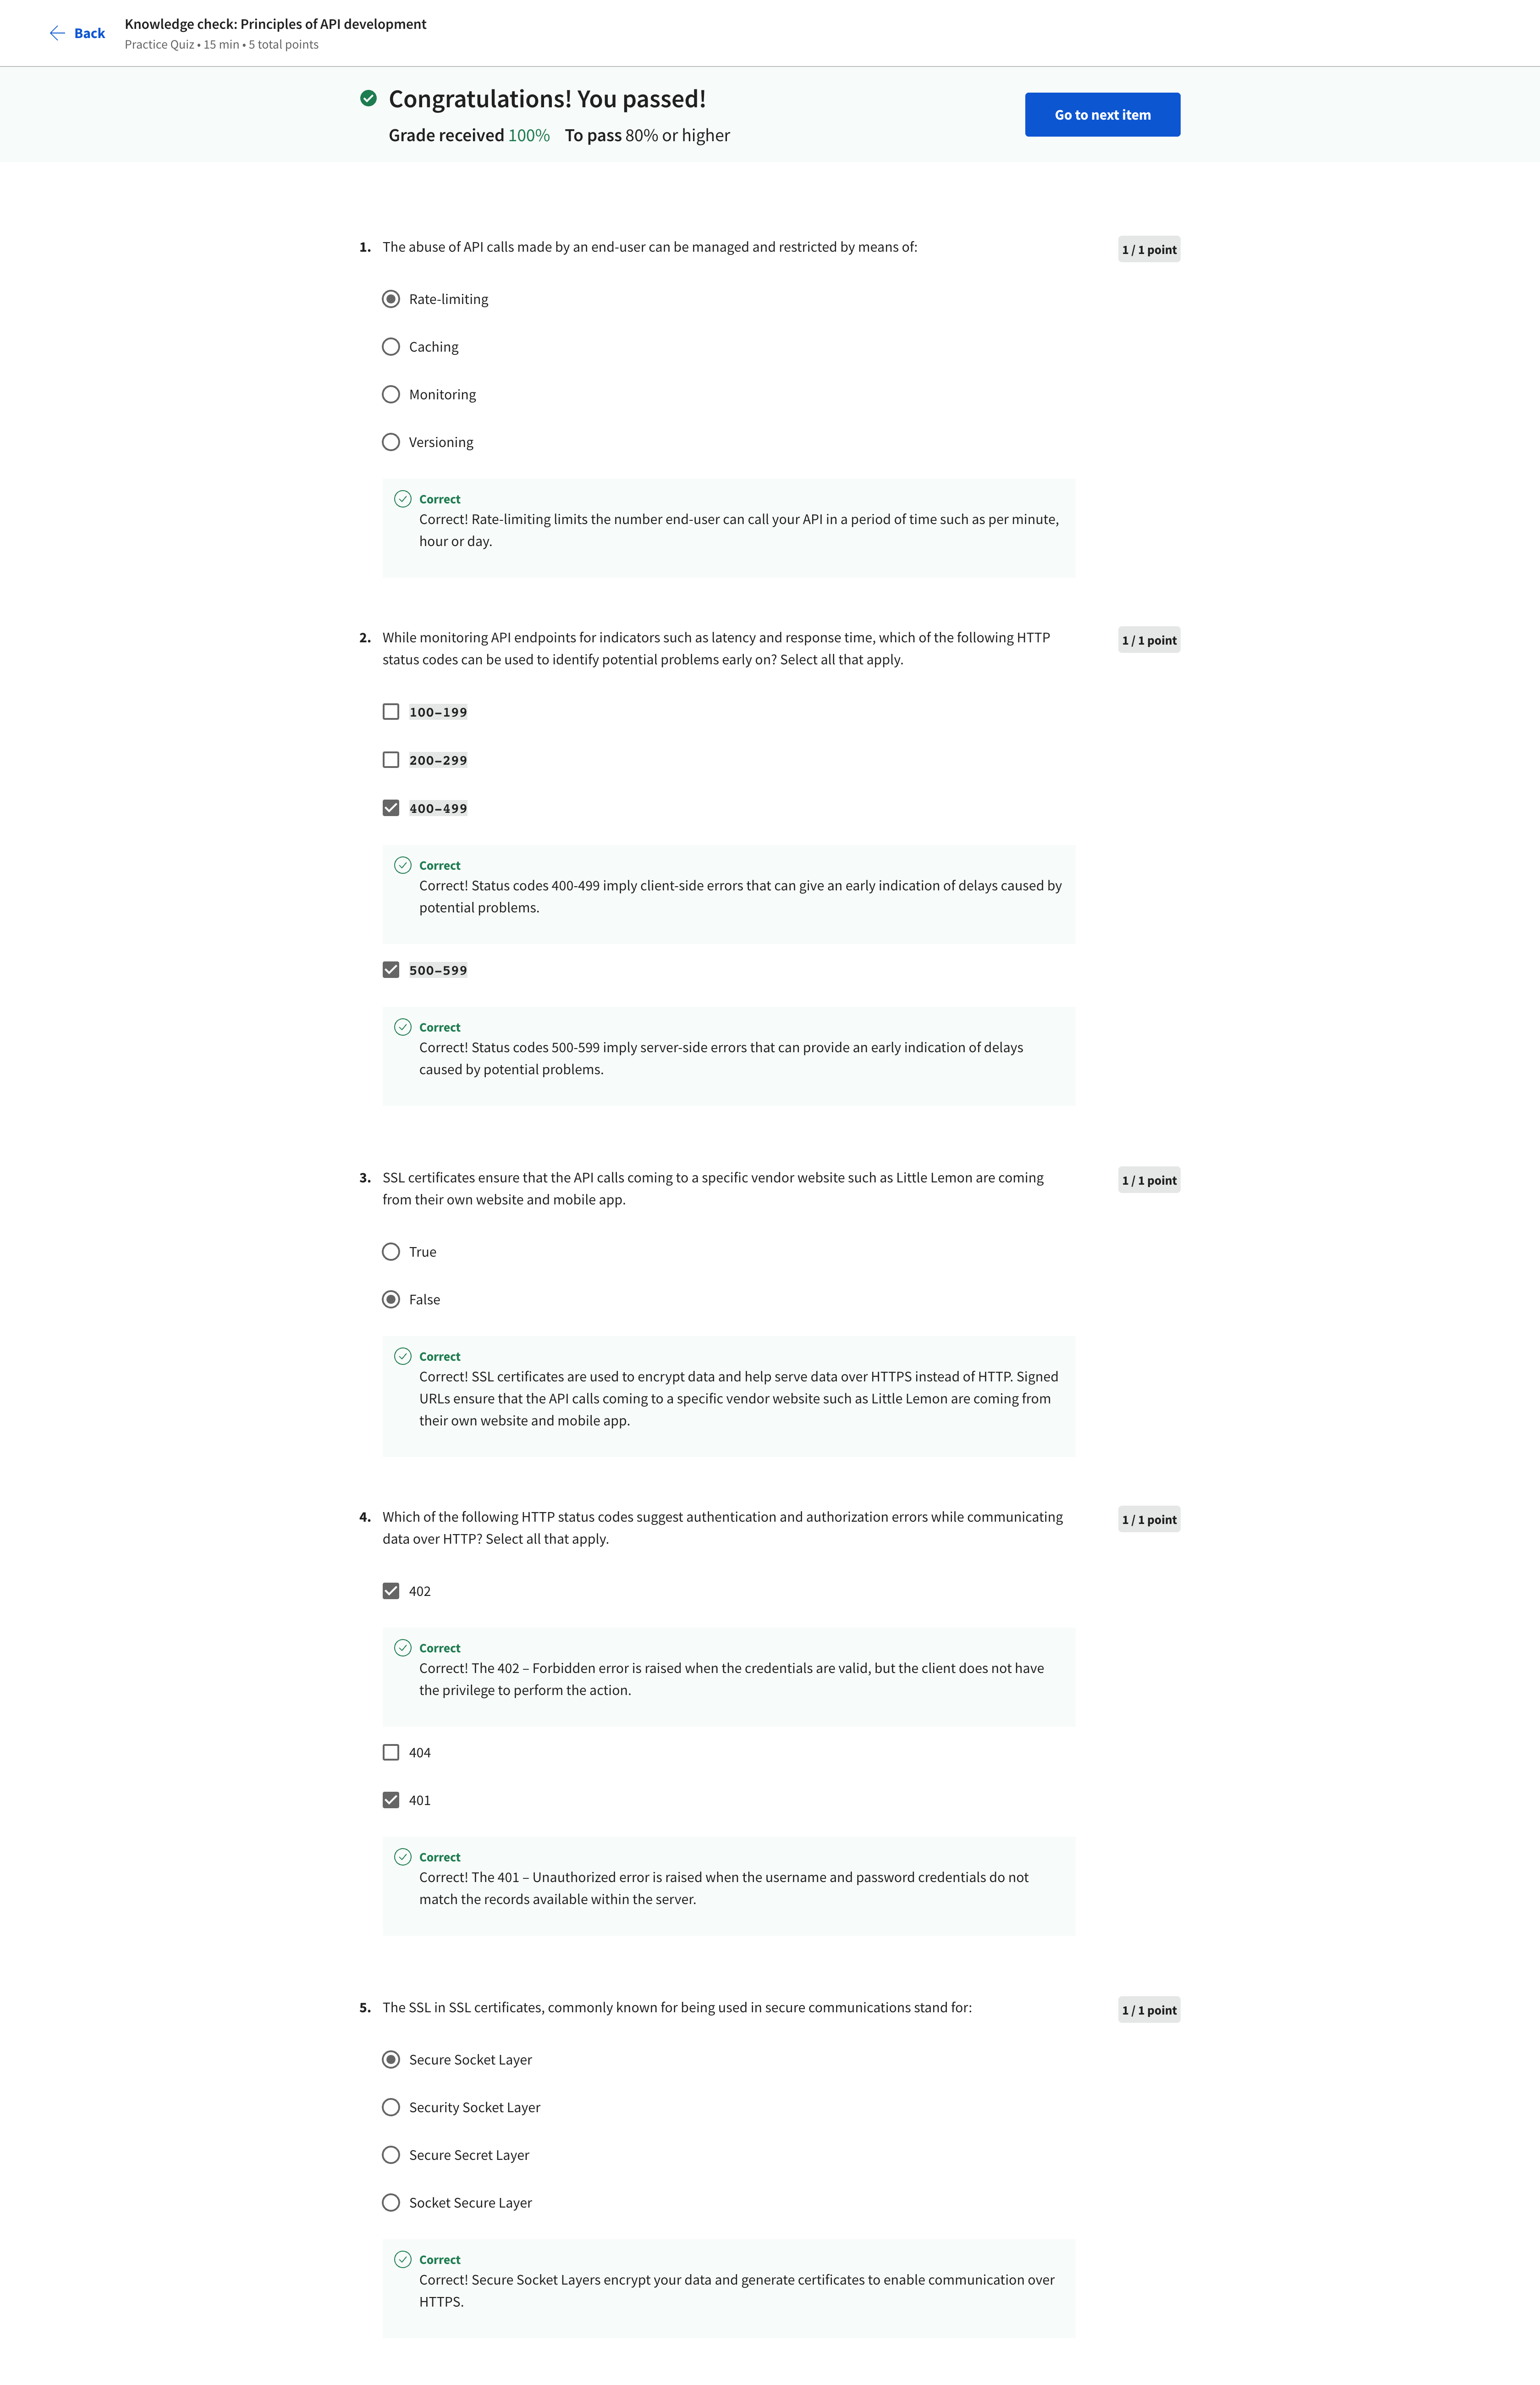 Back
Knowledge check: Principles of API development
Practice Quiz • 15 min • 5 total points
Congratulations! You passed!
Grade received 100% To pass 80% or higher
Go to next item
1. The abuse of API calls made by an end-user can be managed and restricted by means of:
1 / 1 point
Rate-limiting
Caching
Monitoring
Versioning
Correct
Correct! Rate-limiting limits the number end-user can call your API in a period of time such as per minute,
hour or day.
2. While monitoring API endpoints for indicators such as latency and response time, which of the following HTTP
status codes can be used to identify potential problems early on? Select all that apply.
1 / 1 point
100–199
200–299
400–499
Correct
Correct! Status codes 400-499 imply client-side errors that can give an early indication of delays caused by
potential problems.
500–599
Correct
Correct! Status codes 500-599 imply server-side errors that can provide an early indication of delays
caused by potential problems.
3. SSL certificates ensure that the API calls coming to a specific vendor website such as Little Lemon are coming
from their own website and mobile app.
1 / 1 point
True
False
Correct
Correct! SSL certificates are used to encrypt data and help serve data over HTTPS instead of HTTP. Signed
URLs ensure that the API calls coming to a specific vendor website such as Little Lemon are coming from
their own website and mobile app.
4. Which of the following HTTP status codes suggest authentication and authorization errors while communicating
data over HTTP? Select all that apply.
1 / 1 point
402
Correct
Correct! The 402 – Forbidden error is raised when the credentials are valid, but the client does not have
the privilege to perform the action.
404
401
Correct
Correct! The 401 – Unauthorized error is raised when the username and password credentials do not
match the records available within the server.
5. The SSL in SSL certificates, commonly known for being used in secure communications stand for:
1 / 1 point
Secure Socket Layer
Security Socket Layer
Secure Secret Layer
Socket Secure Layer
Correct
Correct! Secure Socket Layers encrypt your data and generate certificates to enable communication over
HTTPS.